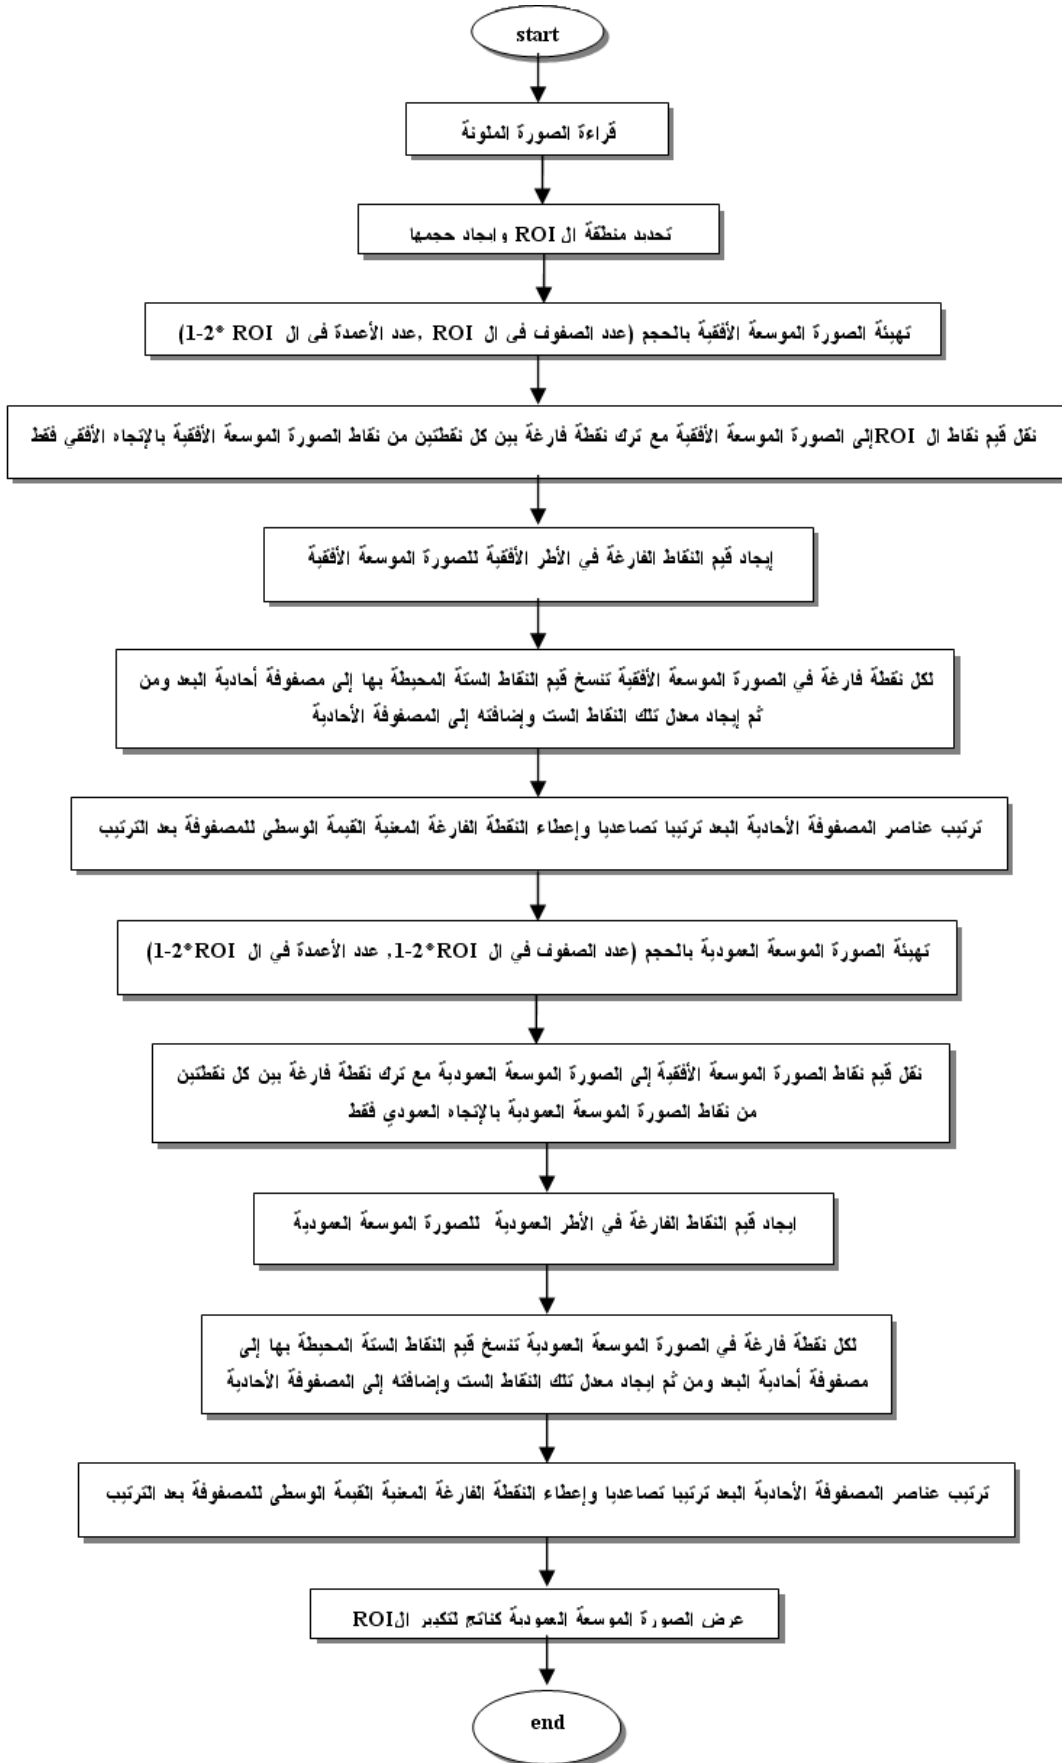 start
قراءة الصورة الملونة
تحديد منطقة ال ROI و إيجاد حجمها
تهيئة الصورة الموسعة الأفقية بالحجم (عدد الصفوف في ال ROI ,عدد الأعمدة في ال ROI *2-1)
نقل قيم نقاط ال ROIإلى الصورة الموسعة الأفقية مع ترك نقطة فارغة بين كل نقطتين من نقاط الصورة الموسعة الأفقية بالإتجاه الأفقي فقط
إيجاد قيم النقاط الفارغة في الأطر الأفقية للصورة الموسعة الأفقية
لكل نقطة فارغة في الصورة الموسعة الأفقية تنسخ قيم النقاط الستة المحيطة بها إلى مصفوفة أحادية البعد ومن
ثم إيجاد معدل تلك النقاط الست وإضافته إلى المصفوفة الأحادية
ترتيب عناصر المصفوفة الأحادية البعد ترتيبا تصاعديا وإعطاء النقطة الفارغة المعنية القيمة الوسطى للمصفوفة بعد الترتيب
تهيئة الصورة الموسعة العمودية بالحجم (عدد الصفوف في ال ROI*2-1, عدد الأعمدة في ال ROI*2-1)
نقل قيم نقاط الصورة الموسعة الأفقية إلى الصورة الموسعة العمودية مع ترك نقطة فارغة بين كل نقطتين
من نقاط الصورة الموسعة العمودية بالإتجاه العمودي فقط
ايجاد قيم النقاط الفارغة في الأطر العمودية للصورة الموسعة العمودية
لكل نقطة فارغة في الصورة الموسعة العمودية تنسخ قيم النقاط الستة المحيطة بها إلى
مصفوفة أحادية البعد ومن ثم ايجاد معدل تلك النقاط الست وإضافته إلى المصفوفة الأحادية
ترتيب عناصر المصفوفة الأحادية البعد ترتيبا تصاعديا وإعطاء النقطة الفارغة المعنية القيمة الوسطى للمصفوفة بعد الترتيب
عرض الصورة الموسعة العمودية كناتج لتكبير الROI
end